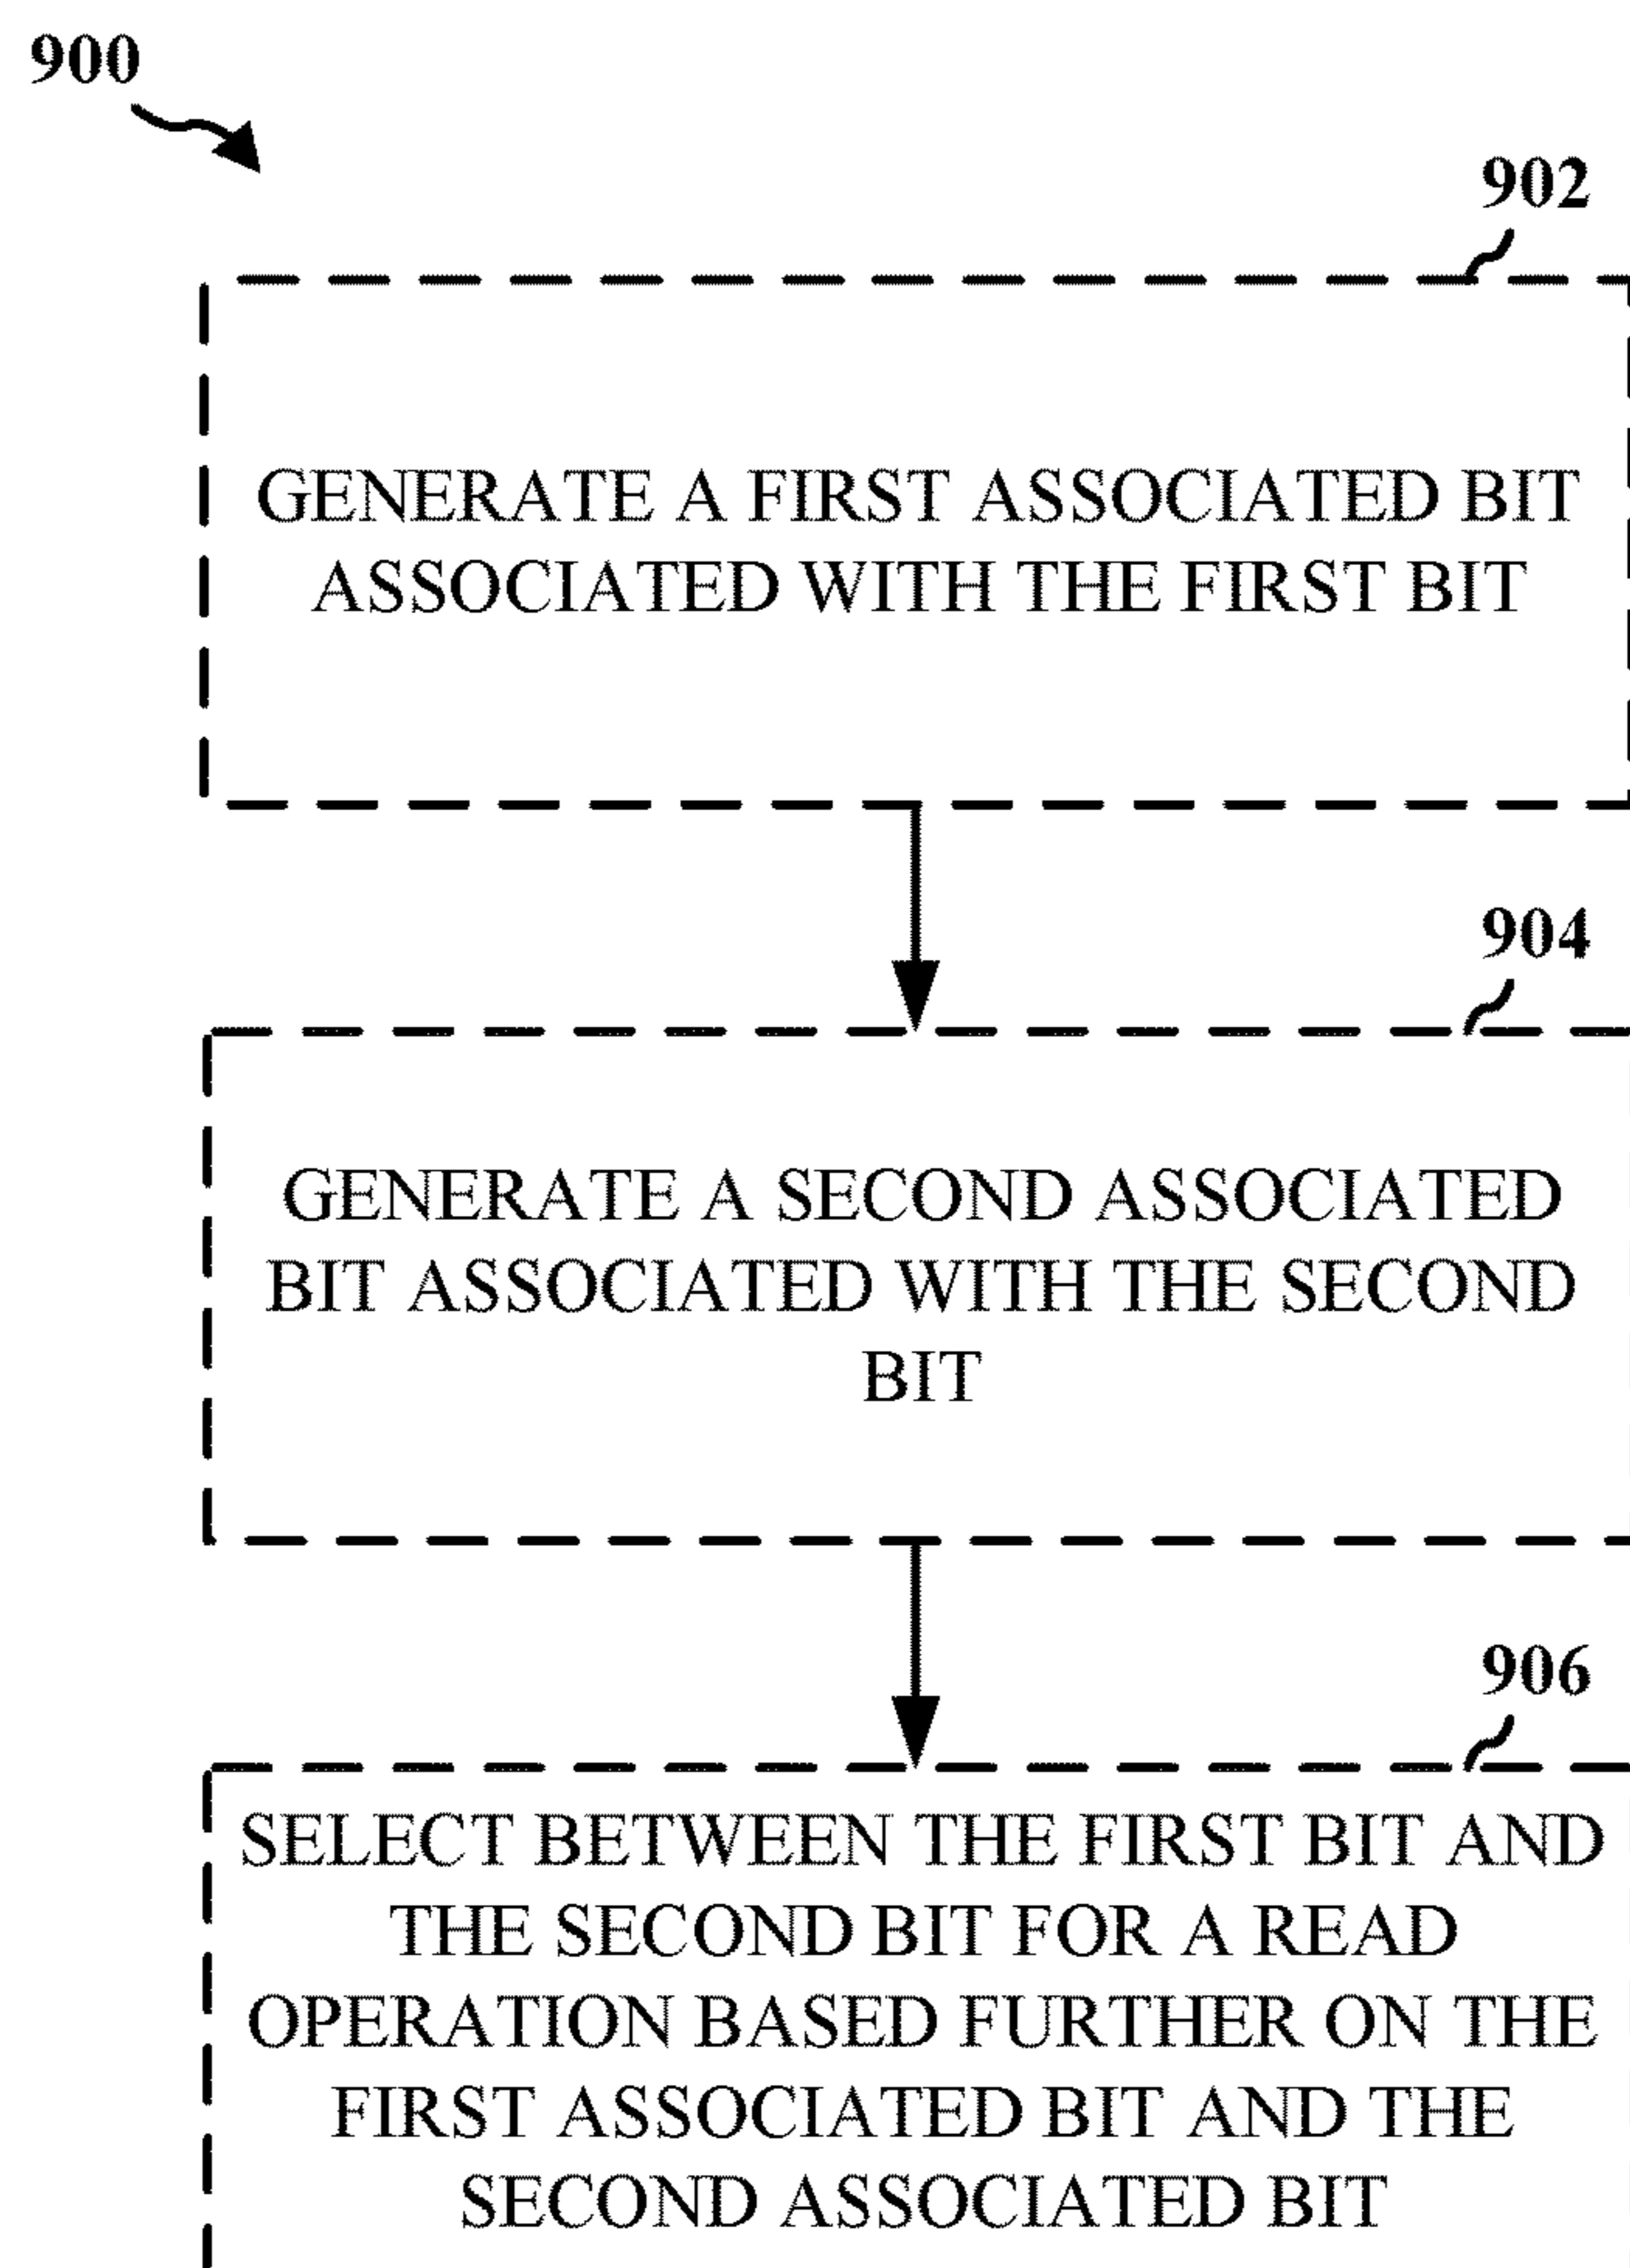 900
902
GENERATE A FIRST ASSOCIATED BIT
ASSOCIATED WITH THE FIRST BIT
904
GENERATE A SECOND ASSOCIATED
BIT ASSOCIATED WITH THE SECOND
BIT
906
SELECT BETWEEN THE FIRST BIT AND
THE SECOND BIT FOR A READ
OPERATION BASED FURTHER ON THE
FIRST ASSOCIATED BIT AND THE
SECOND ASSOCIATED BIT